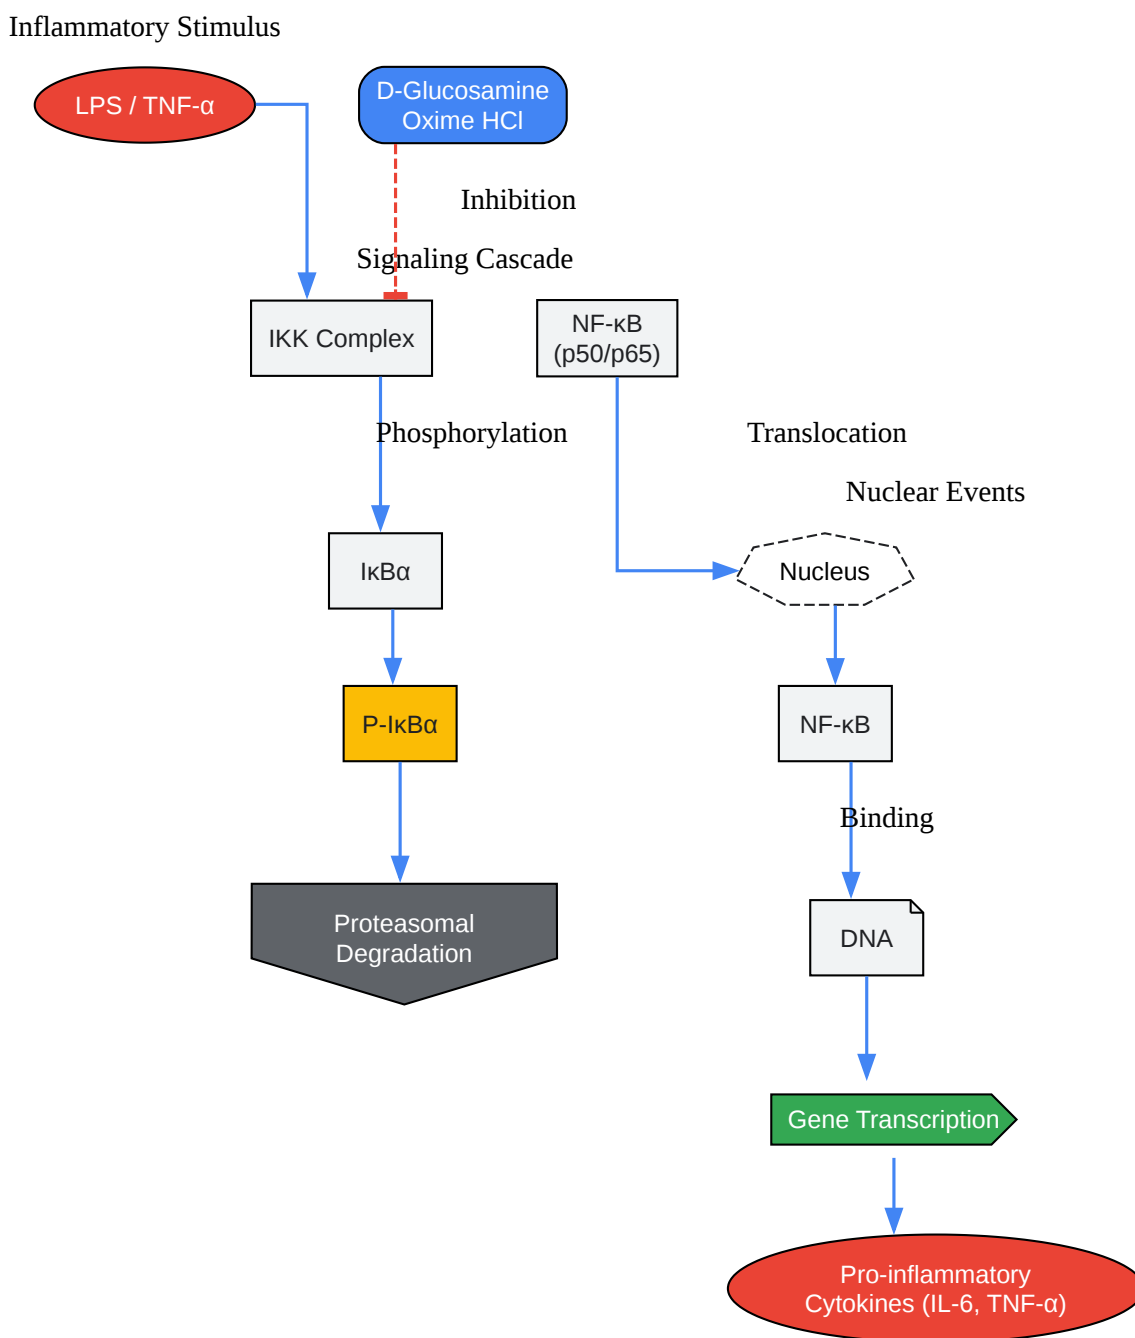 Inflammatory Stimulus
LPS / TNF-α
D-Glucosamine
Oxime HCl
Inhibition
Signaling Cascade
IKK Complex
NF-κB
(p50/p65)
Phosphorylation
Translocation
Nuclear Events
IκBα
Nucleus
P-IκBα
NF-κB
Binding
Proteasomal
Degradation
DNA
Gene Transcription
Pro-inflammatory
Cytokines (IL-6, TNF-α)